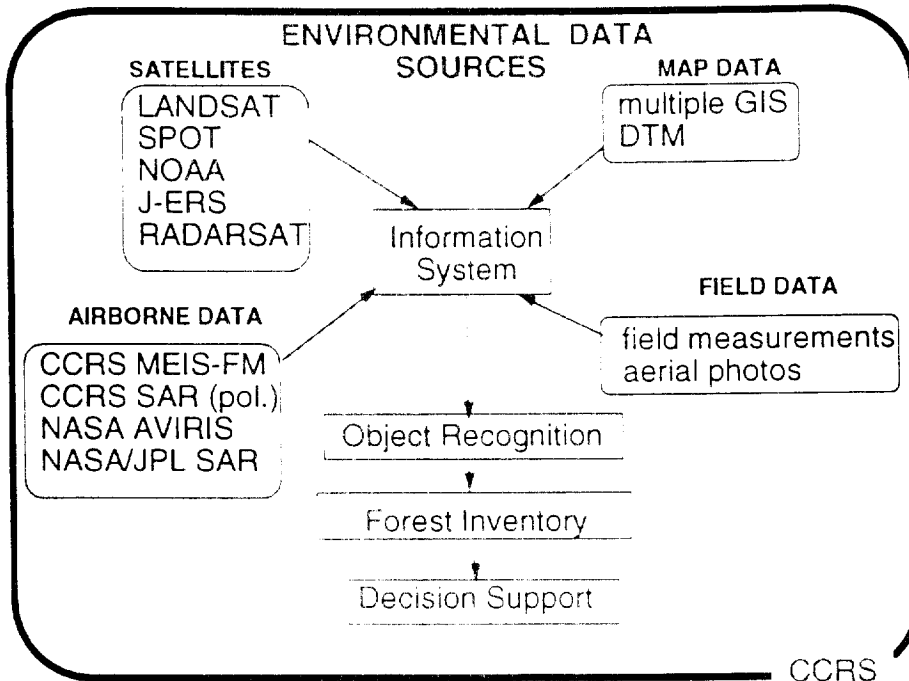 ENVIRONMENTAL DATA
SOURCES
SATELLITES
LANDSAT
SPOT
NOAA
J-ERS
RADARSAT
MAP DATA
multiple GIS
DTM
Information
System
AIRBORNE DATA
CCRS MEIS-FM
CCRS SAR (pol.)
NASA AVIRIS
NASA/JPL SAR
FIELD DATA
field measurements
aerial photos
Object Recognition
Forest Inventory
Decision Support
CCRS